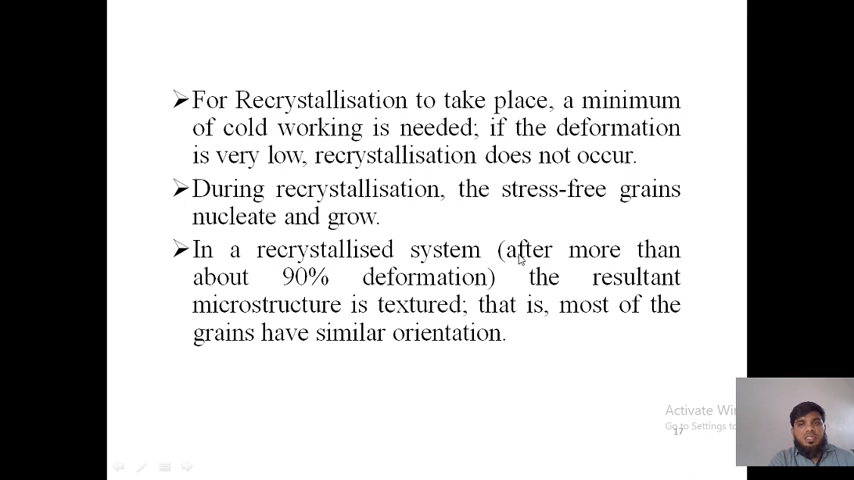 ➢For Recrystallisation to take place, a minimum
of cold working is needed; if the deformation
is very low, recrystallisation does not occur.
➢During recrystallisation, the stress-free grains
nucleate and grow.
➢In a recrystallised system (after more than
about 90% deformation) the resultant
microstructure is textured; that is, most of the
grains have similar orientation.
Activate Wi
Go to Settings to
17